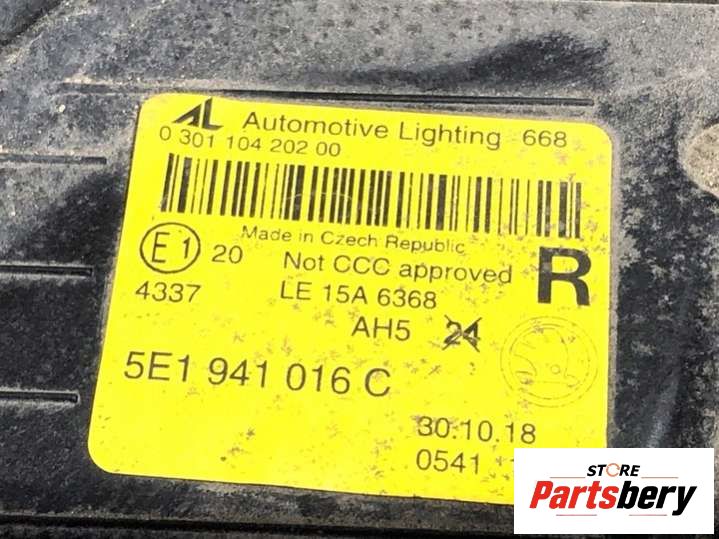 AL Automotive Lighting 668
0 301 104 202 00
Made in Czech Republic
E1 20
Not CCC approved
R
4337
LE 15A 6368
AH5 24
5E1 941 016 C
30.10.18
0541
STORE
Partsbery